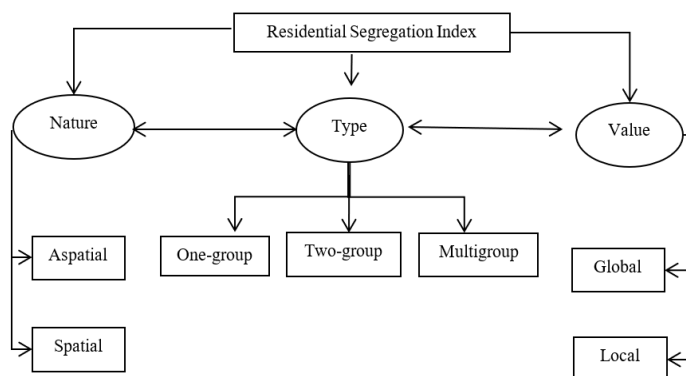 Residential Segregation Index
Nature
Type
Value
Aspatial
One-group
Two-group
Multigroup
Global
Spatial
Local